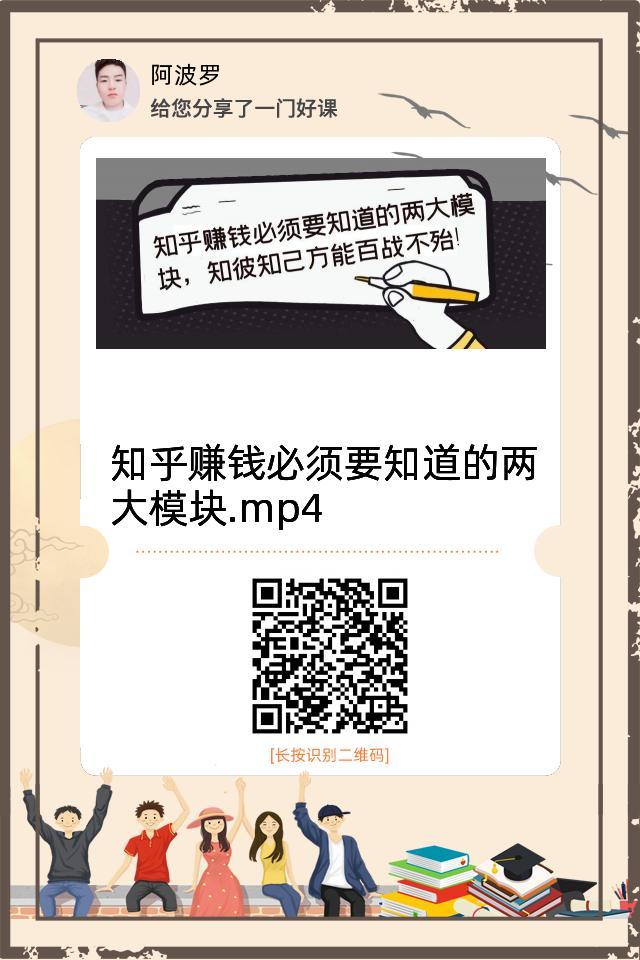 阿波罗
给您分享了一门好课
知乎赚钱必须要知道的两大模
块，知彼知己方能百战不殆!
知乎赚钱必须要知道的两
大模块.mp4
[长按识别二维码]